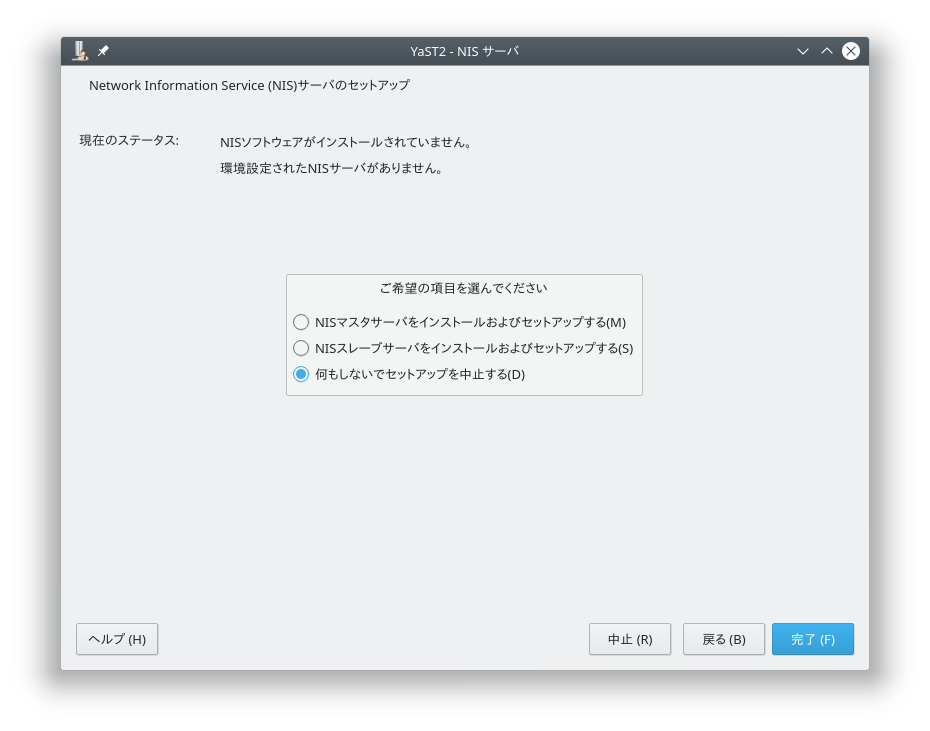 YaST2 - NIS サーバ
Network Information Service (NIS)サーバのセットアップ
現在のステータス:
NISソフトウェアがインストールされていません。
環境設定されたNISサーバがありません。
ご希望の項目を選んでください
NISマスタサーバをインストールおよびセットアップする(M)
NISスレーブサーバをインストールおよびセットアップする(S)
何もしないでセットアップを中止する(D)
ヘルプ (H)
中止 (R)
戻る (B)
完了 (F)